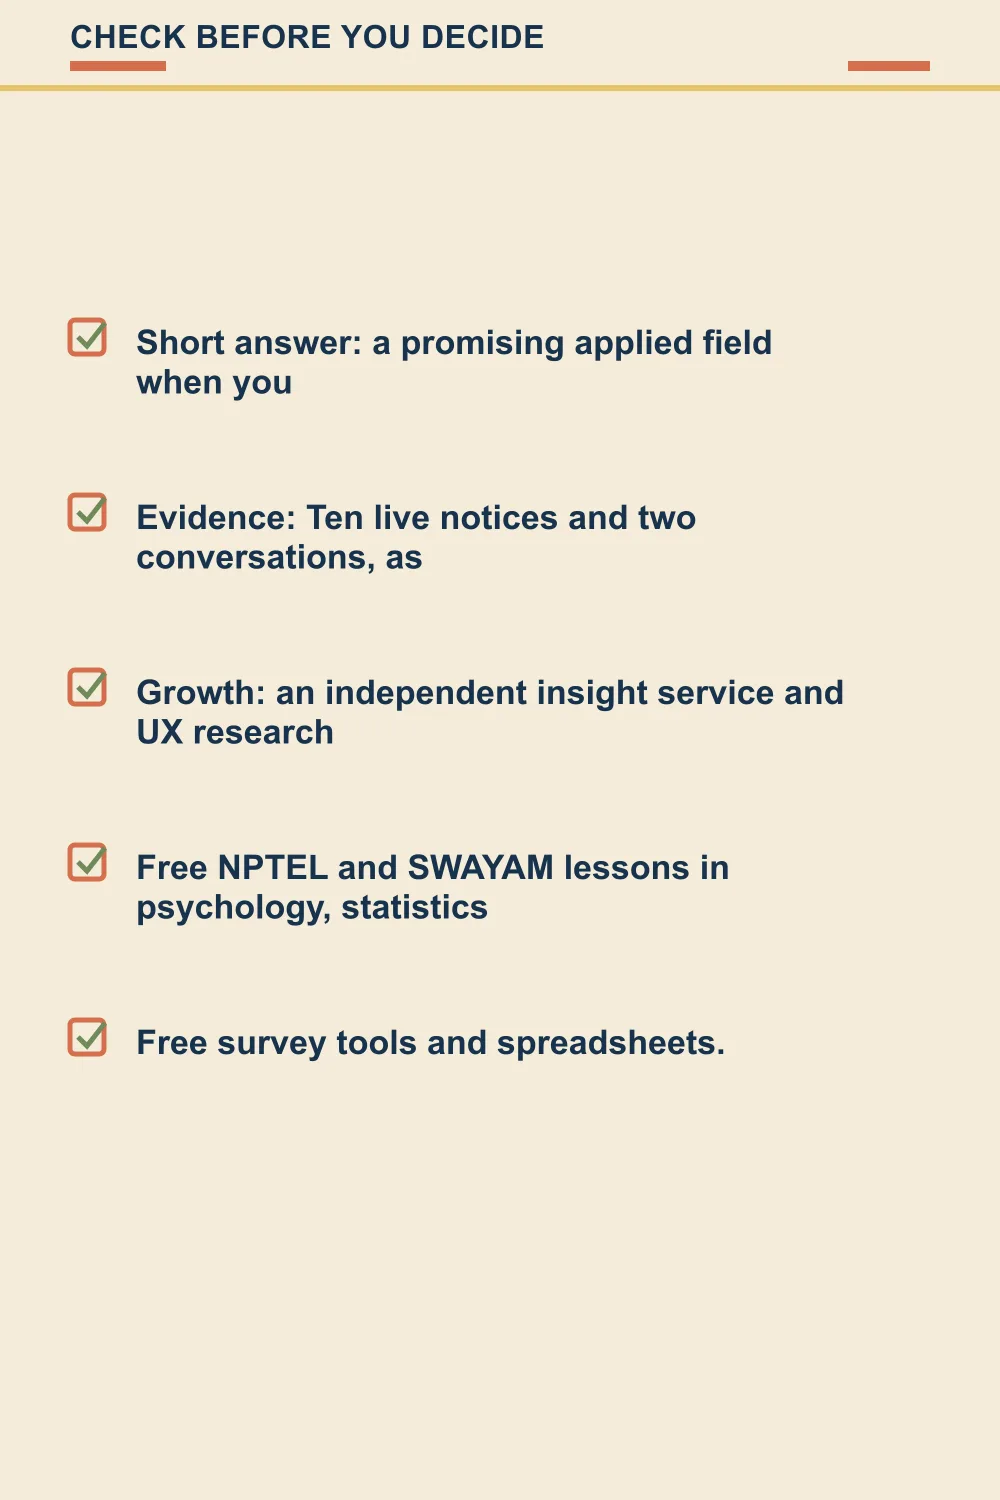 CHECK BEFORE YOU DECIDE
Short answer: a promising applied field
when you
Evidence: Ten live notices and two
conversations, as
Growth: an independent insight service and
UX research
Free NPTEL and SWAYAM lessons in
psychology, statistics
Free survey tools and spreadsheets.